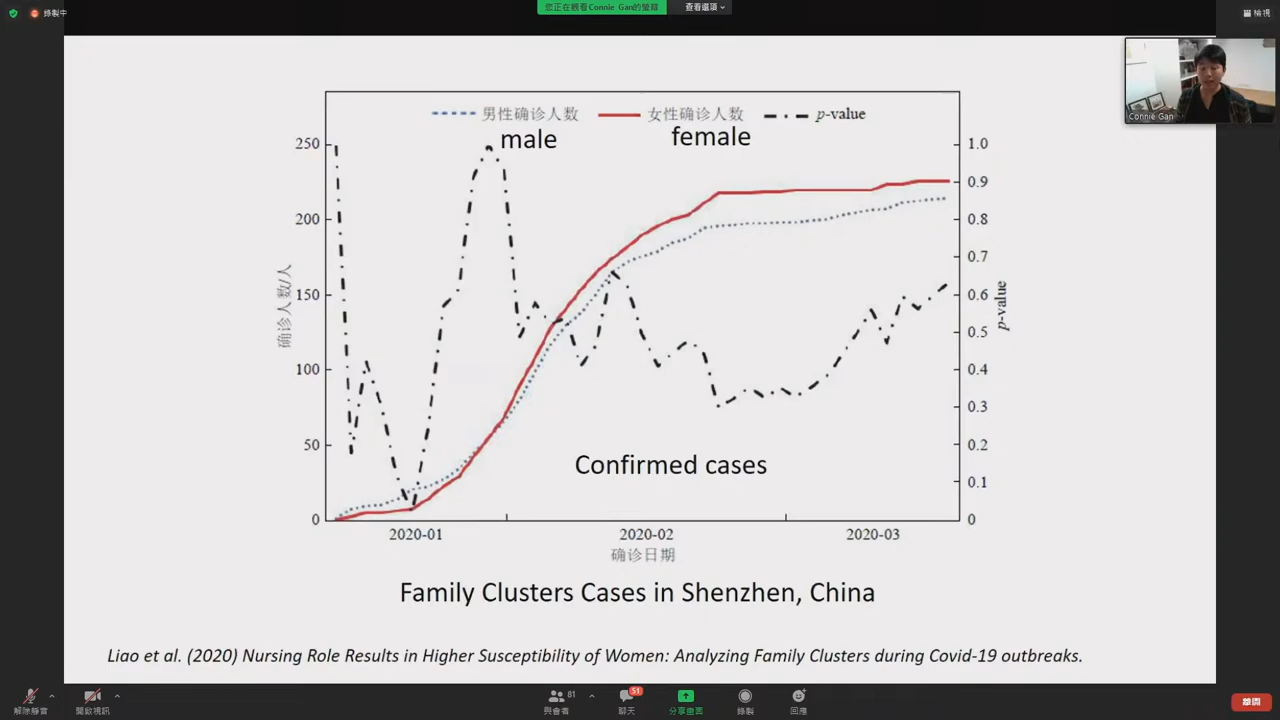 錄製中
您正在觀看Connie Gan的螢幕
查看選項
檢視
Connie Gan
男性确诊人数
女性确诊人数
p-value
male
female
250
200
150
100
50
0
确诊人数/人
1.0
0.9
0.8
0.7
0.6
0.5
0.4
0.3
0.2
0.1
0
p-value
Confirmed cases
2020-01
2020-02
2020-03
确诊日期
Family Clusters Cases in Shenzhen, China
Liao et al. (2020) Nursing Role Results in Higher Susceptibility of Women: Analyzing Family Clusters during Covid-19 outbreaks.
解除靜音
開啟視訊
81
與會者
51
聊天
分享畫面
錄製
回應
離開